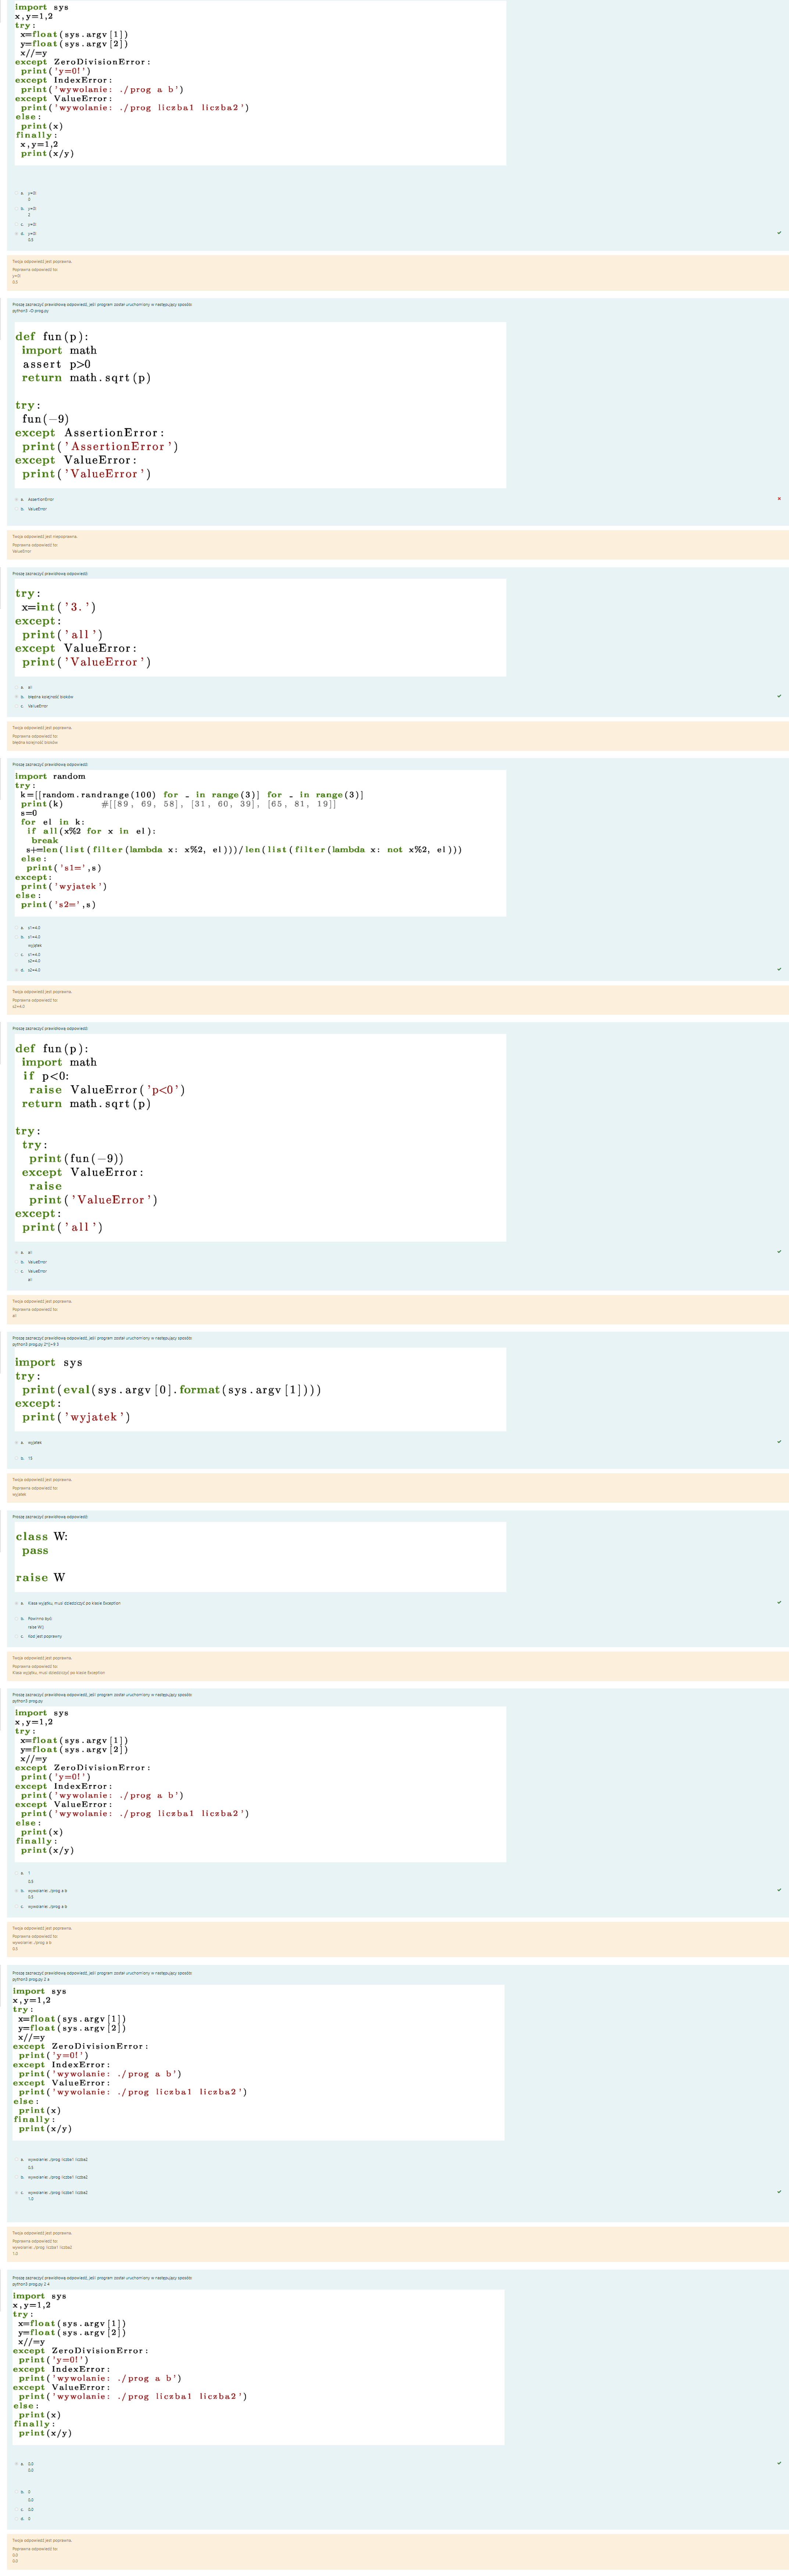 import sys
x,y=1,2
try:
x=float(sys.argv[1])
y=float(sys.argv[2])
x//=y
except ZeroDivisionError:
print('y=0!')
except IndexError:
print('wywolanie: ./prog a b')
except ValueError:
print('wywolanie: ./prog liczba1 liczba2')
else:
print(x)
finally:
x,y=1,2
print(x/y)
a. y=0!
0
b. y=0!
2
c. y=0!
d. y=0!
0.5
Twoja odpowiedź jest poprawna.
Poprawna odpowiedź to:
y=0!
0.5
Proszę zaznaczyć prawidłową odpowiedź, jeśli program został uruchomiony w następujący sposób:
python3 -O prog.py
def fun(p):
import math
assert p>0
return math.sqrt(p)
try:
fun(-9)
except AssertionError:
print('AssertionError')
except ValueError:
print('ValueError')
a. AssertionError
b. ValueError
Twoja odpowiedź jest niepoprawna.
Poprawna odpowiedź to:
ValueError
Proszę zaznaczyć prawidłową odpowiedź:
try:
x=int('3.')
except:
print('all')
except ValueError:
print('ValueError')
a. all
b. błędna kolejność bloków
c. ValueError
Twoja odpowiedź jest poprawna.
Poprawna odpowiedź to:
błędna kolejność bloków
Proszę zaznaczyć prawidłową odpowiedź:
import random
try:
k=[[random.randrange(100) for _ in range(3)] for _ in range(3)]
print(k) #[[89, 69, 58], [31, 60, 39], [65, 81, 19]]
s=0
for el in k:
if all(x%2 for x in el):
break
s+=len(list(filter(lambda x: x%2, el)))/len(list(filter(lambda x: not x%2, el)))
else:
print('s1=',s)
except:
print('wyjatek')
else:
print('s2=',s)
a. s1=4.0
b. s1=4.0
wyjatek
c. s1=4.0
s2=4.0
d. s2=4.0
Twoja odpowiedź jest poprawna.
Poprawna odpowiedź to:
s2=4.0
Proszę zaznaczyć prawidłową odpowiedź:
def fun(p):
import math
if p<0:
raise ValueError('p<0')
return math.sqrt(p)
try:
try:
print(fun(-9))
except ValueError:
raise
print('ValueError')
except:
print('all')
a. all
b. ValueError
c. ValueError
all
Twoja odpowiedź jest poprawna.
Poprawna odpowiedź to:
all
Proszę zaznaczyć prawidłową odpowiedź, jeśli program został uruchomiony w następujący sposób:
python3 prog.py 2*{}+9 3
import sys
try:
print(eval(sys.argv[0].format(sys.argv[1])))
except:
print('wyjatek')
a. wyjatek
b. 15
Twoja odpowiedź jest poprawna.
Poprawna odpowiedź to:
wyjatek
Proszę zaznaczyć prawidłową odpowiedź:
class W:
pass
raise W
a. Klasa wyjątku, musi dziedziczyć po klasie Exception
b. Powinno być:
raise W()
c. Kod jest poprawny
Twoja odpowiedź jest poprawna.
Poprawna odpowiedź to:
Klasa wyjątku, musi dziedziczyć po klasie Exception
Proszę zaznaczyć prawidłową odpowiedź, jeśli program został uruchomiony w następujący sposób:
python3 prog.py
import sys
x,y=1,2
try:
x=float(sys.argv[1])
y=float(sys.argv[2])
x//=y
except ZeroDivisionError:
print('y=0!')
except IndexError:
print('wywolanie: ./prog a b')
except ValueError:
print('wywolanie: ./prog liczba1 liczba2')
else:
print(x)
finally:
print(x/y)
a. 1
0.5
b. wywolanie: ./prog a b
0.5
c. wywolanie: ./prog a b
Twoja odpowiedź jest poprawna.
Poprawna odpowiedź to:
wywolanie: ./prog a b
0.5
Proszę zaznaczyć prawidłową odpowiedź, jeśli program został uruchomiony w następujący sposób:
python3 prog.py 2 a
import sys
x,y=1,2
try:
x=float(sys.argv[1])
y=float(sys.argv[2])
x//=y
except ZeroDivisionError:
print('y=0!')
except IndexError:
print('wywolanie: ./prog a b')
except ValueError:
print('wywolanie: ./prog liczba1 liczba2')
else:
print(x)
finally:
print(x/y)
a. wywolanie: ./prog liczba1 liczba2
0.5
b. wywolanie: ./prog liczba1 liczba2
c. wywolanie: ./prog liczba1 liczba2
1.0
Twoja odpowiedź jest poprawna.
Poprawna odpowiedź to:
wywolanie: ./prog liczba1 liczba2
1.0
Proszę zaznaczyć prawidłową odpowiedź, jeśli program został uruchomiony w następujący sposób:
python3 prog.py 2 4
import sys
x,y=1,2
try:
x=float(sys.argv[1])
y=float(sys.argv[2])
x//=y
except ZeroDivisionError:
print('y=0!')
except IndexError:
print('wywolanie: ./prog a b')
except ValueError:
print('wywolanie: ./prog liczba1 liczba2')
else:
print(x)
finally:
print(x/y)
a. 0.0
0.0
b. 0
0.0
c. 0.0
d. 0
Twoja odpowiedź jest poprawna.
Poprawna odpowiedź to:
0.0
0.0